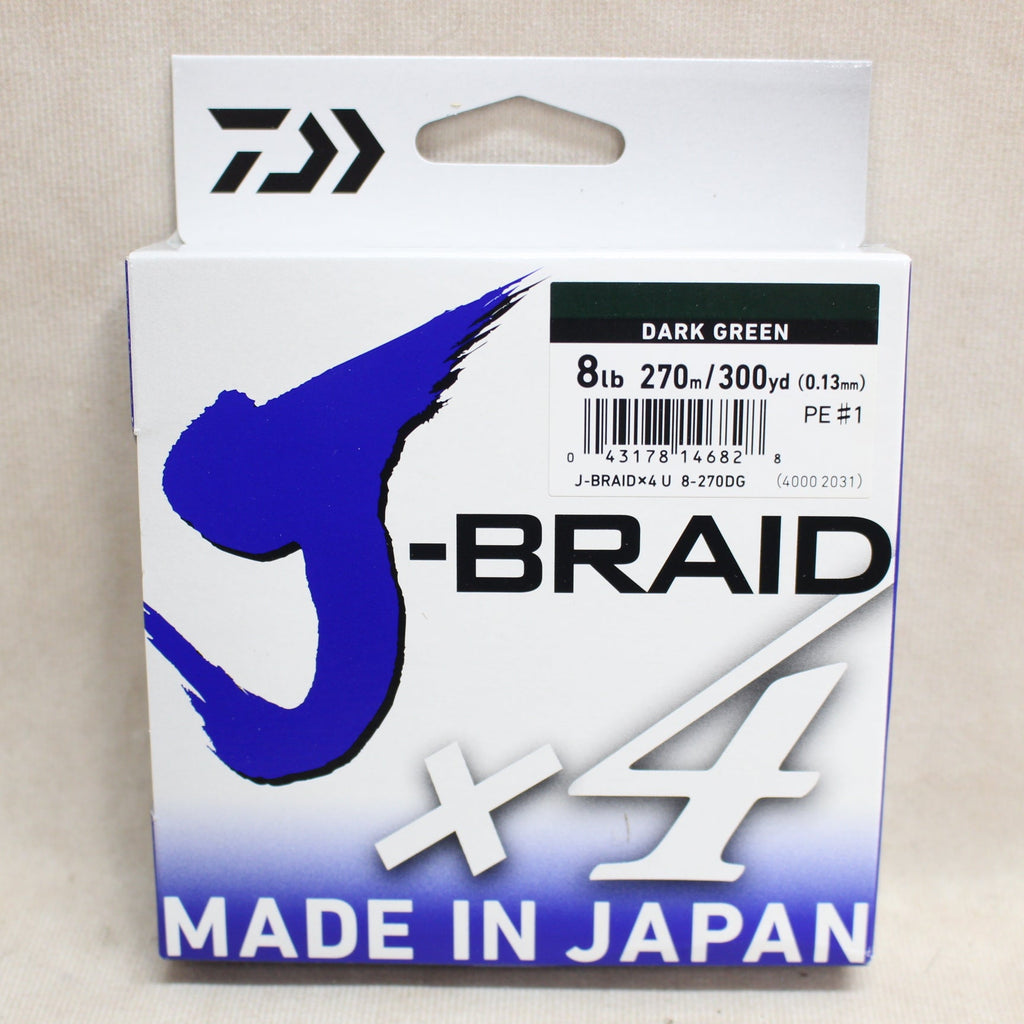 DARK GREEN
8lb 270m/300yd (0.13mm)
PE♯1
0 43178 14682 8
J-BRAID×4 U 8-270DG (4000 2031)
J-BRAID
×4
MADE IN JAPAN